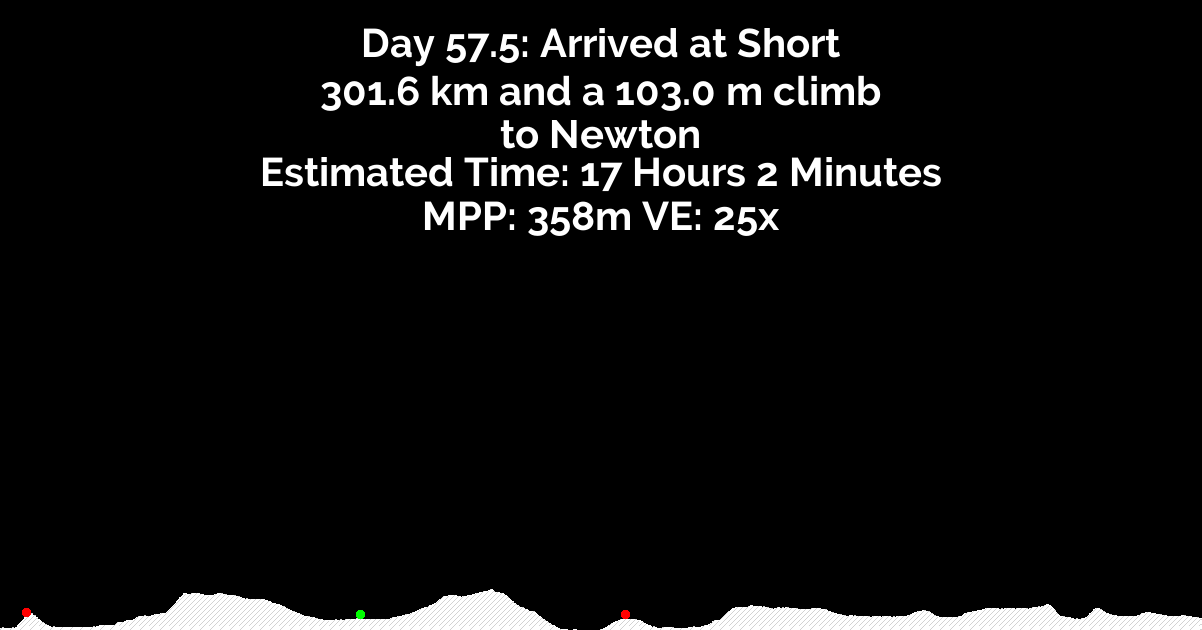 Day 57.5: Arrived at Short
301.6 km and a 103.0 m climb
to Newton
Estimated Time: 17 Hours 2 Minutes
MPP: 358m VE: 25x